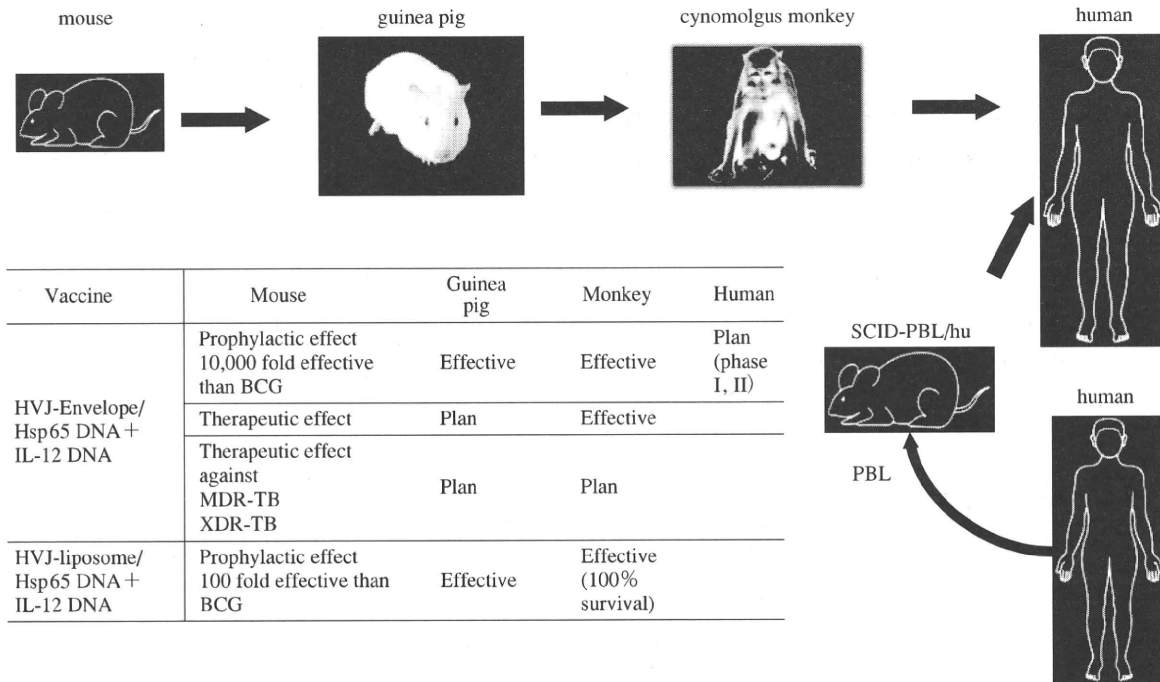 mouse
guinea pig
cynomolgus monkey
human
Vaccine
Mouse
Guinea
pig
Monkey
Human
HVJ-Envelope/
Hsp65 DNA+
IL-12 DNA
Prophylactic effect
10,000 fold effective
than BCG
Effective
Effective
Plan
(phase
I, II)
Therapeutic effect
Plan
Effective
Therapeutic effect
against
MDR-TB
XDR-TB
Plan
Plan
HVJ-liposome/
Hsp65 DNA+
IL-12 DNA
Prophylactic effect
100 fold effective than
BCG
Effective
Effective
(100%
survival)
SCID-PBL/hu
PBL
human